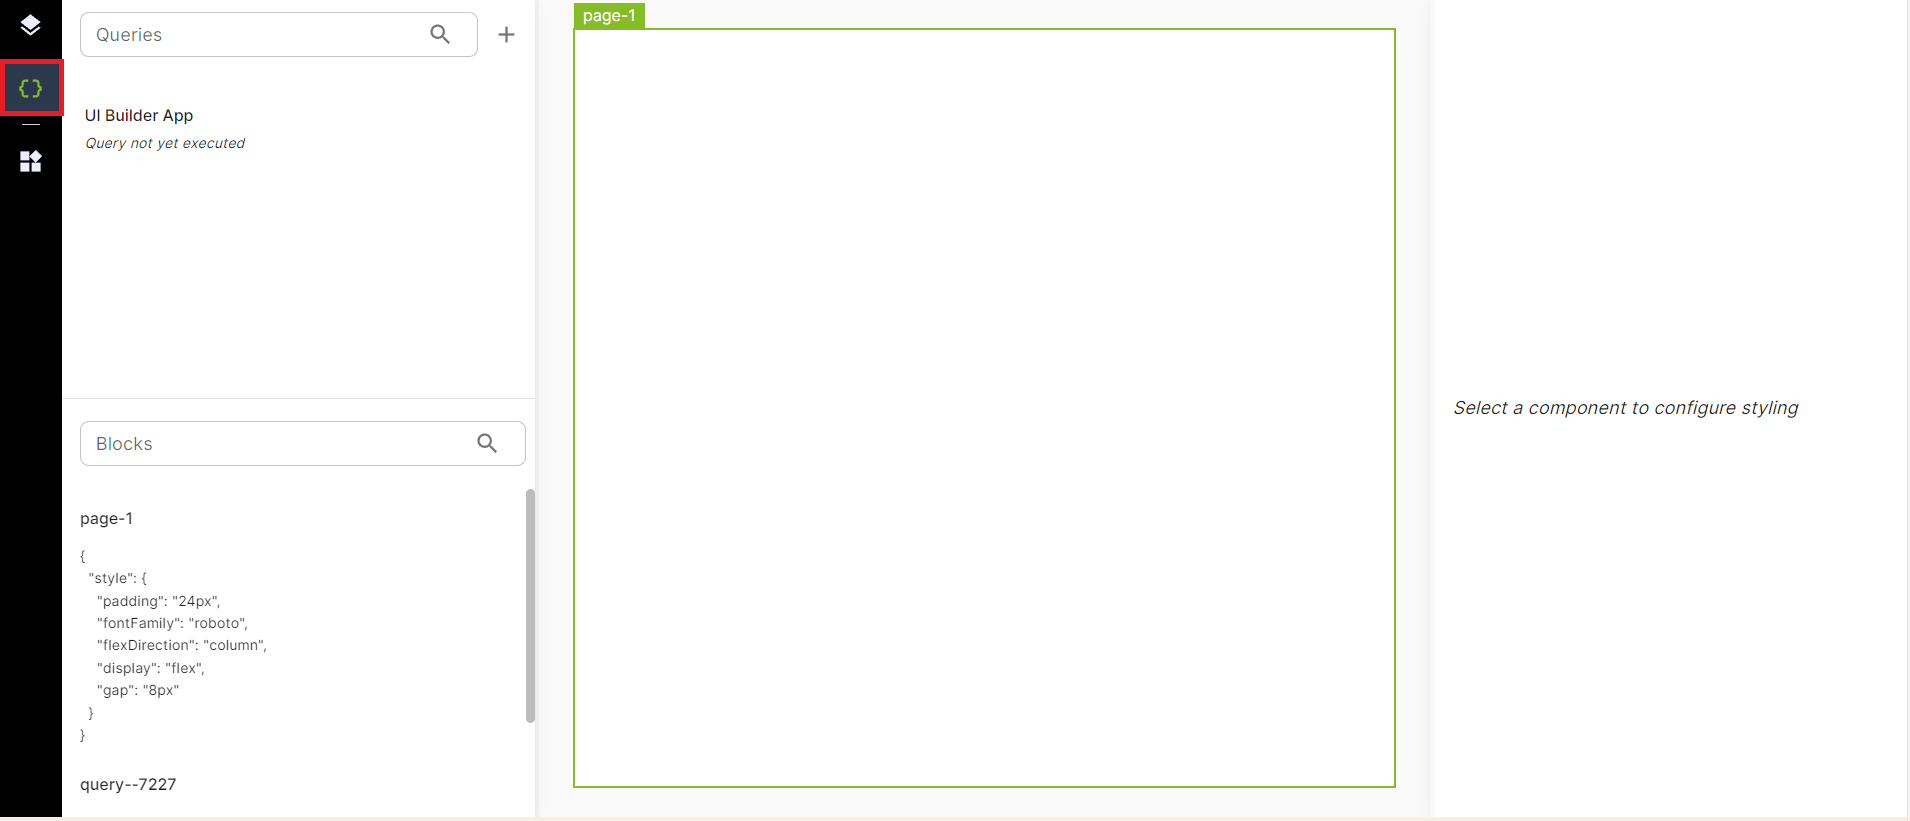 Queries
UI Builder App
Query not yet executed
Blocks
page-1
{
"style": {
"padding": "24px",
"fontFamily": "roboto",
"flexDirection": "column",
"display": "flex",
"gap": "8px"
}
}
query--7227
page-1
Select a component to configure styling